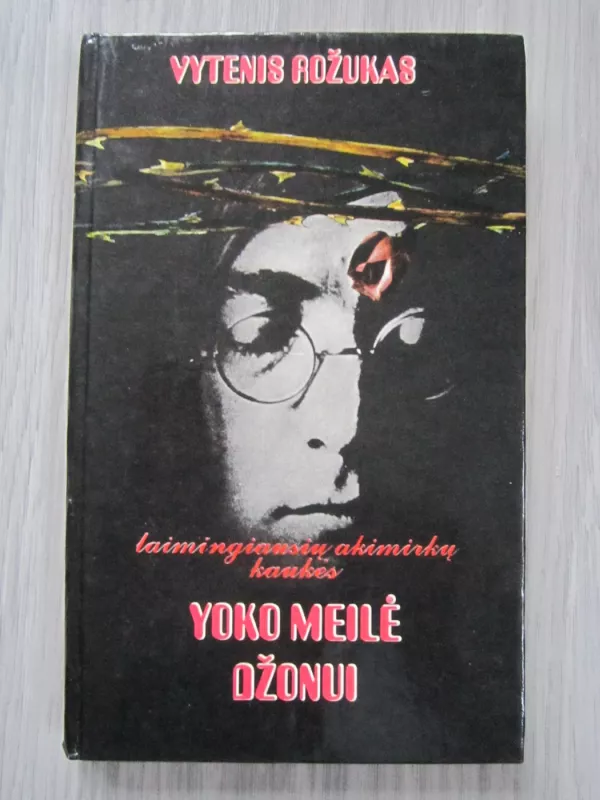 VYTENIS ROŽUKAS
laimingiausių akimirkų
kaukės
YOKO MEILĖ
DŽONUI